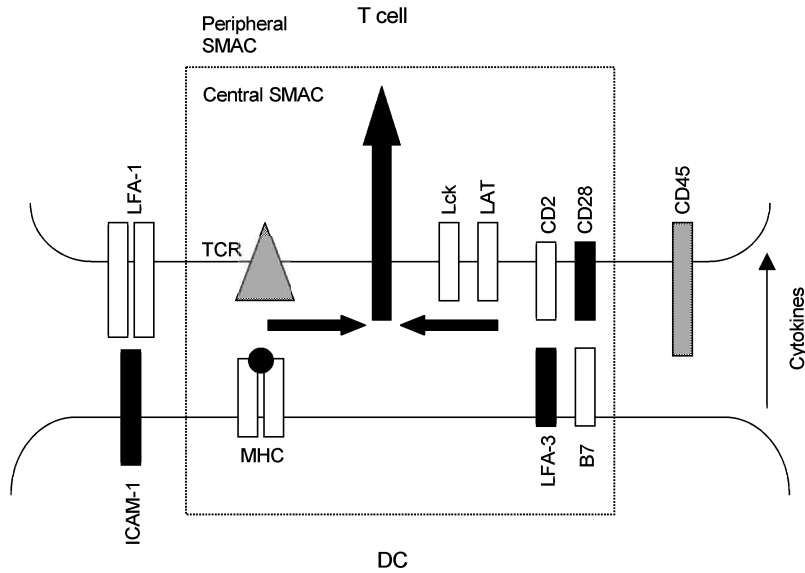 T cell
Peripheral
SMAC
Central SMAC
LFA-1
TCR
Lck
LAT
CD2
CD28
CD45
Cytokines
MHC
LFA-3
B7
ICAM-1
DC